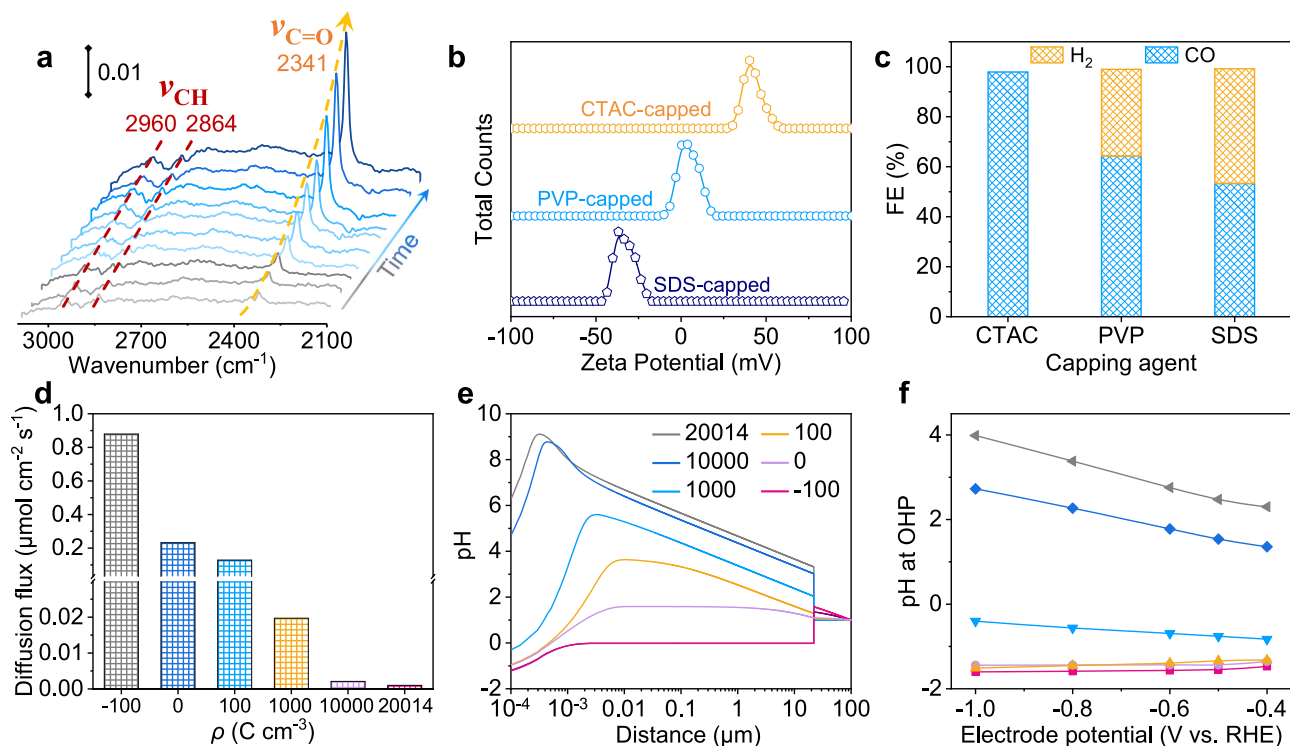 a
0.01
νC=O
2341
νCH
2960 2864
Time
3000 2700 2400 2100
Wavenumber (cm⁻¹)
b
Total Counts
CTAC-capped
PVP-capped
SDS-capped
-100 -50 0 50 100
Zeta Potential (mV)
c
FE (%)
100
80
60
40
20
0
H₂ CO
CTAC PVP SDS
Capping agent
d
Diffusion flux (μmol cm⁻² s⁻¹)
1.0
0.8
0.6
0.4
0.2
0.02
0.01
0.00
-100 0 100 1000 10000 20014
ρ (C cm⁻³)
e
pH
10
8
6
4
2
0
-2
20014 100
10000 0
1000 -100
10⁻⁴ 10⁻³ 0.01 0.1 1 10 100
Distance (μm)
f
pH at OHP
4
2
0
-2
-1.0 -0.8 -0.6 -0.4
Electrode potential (V vs. RHE)